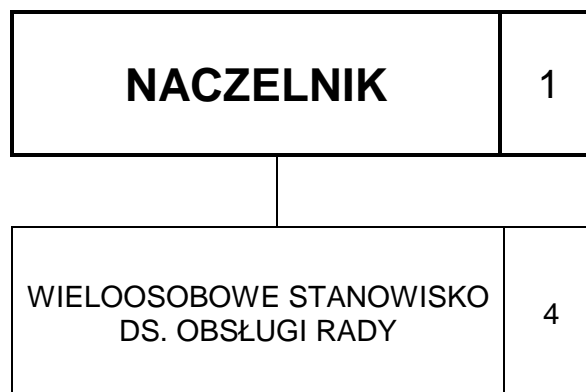 NACZELNIK
1
WIELOOSOBOWE STANOWISKO
DS. OBSŁUGI RADY
4